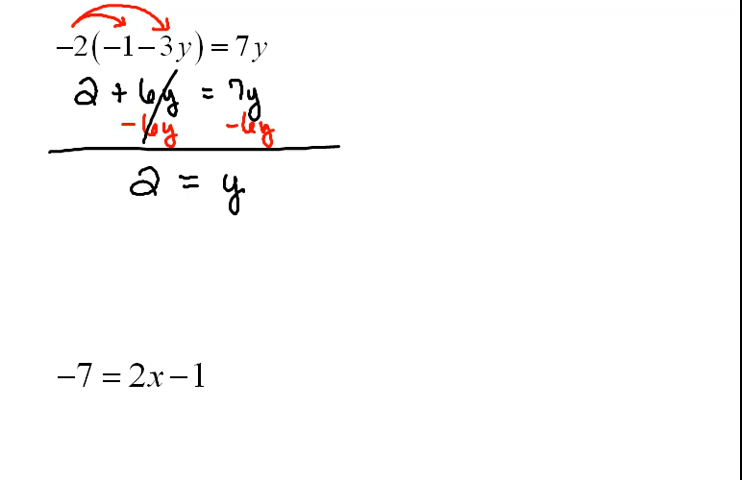 −2(−1−3y) = 7y
2 + 6y = 7y
−6y −6y
2 = y
−7 = 2x − 1